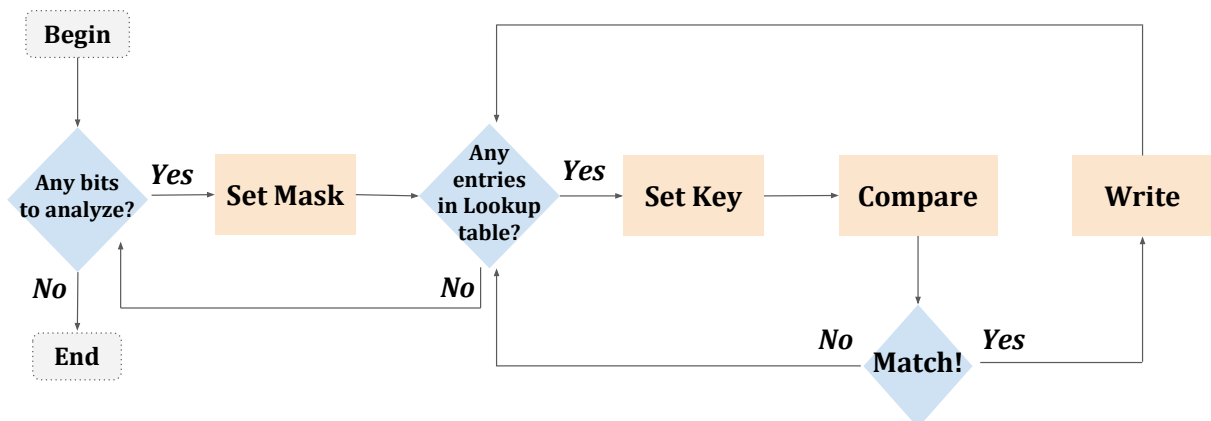 Begin
Any bits
to analyze?
Yes
Set Mask
Any
entries
in Lookup
table?
Yes
Set Key
Compare
Write
No
No
End
No
Match!
Yes